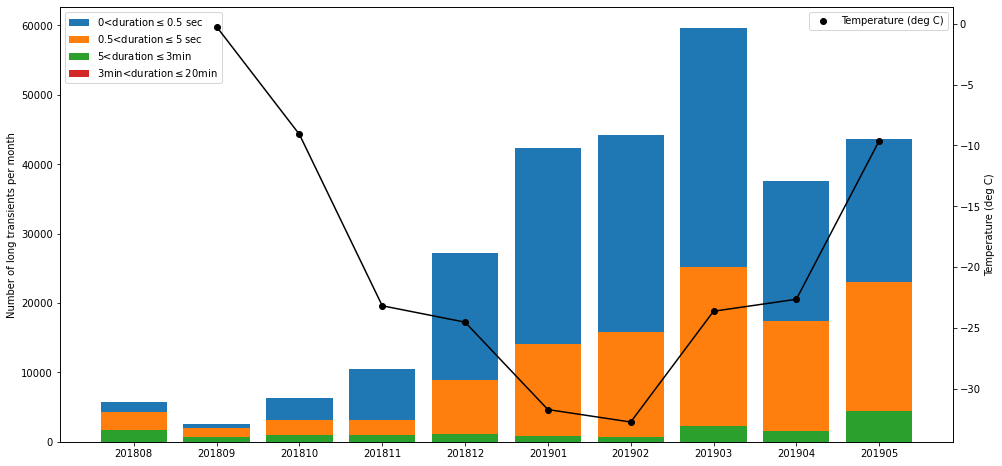 0<duration≤0.5 sec
0.5<duration≤5 sec
5<duration≤3min
3min<duration≤20min
Temperature (deg C)
Number of long transients per month
60000
50000
40000
30000
20000
10000
0
0
−5
−10
−15
−20
−25
−30
Temperature (deg C)
201808 201809 201810 201811 201812 201901 201902 201903 201904 201905